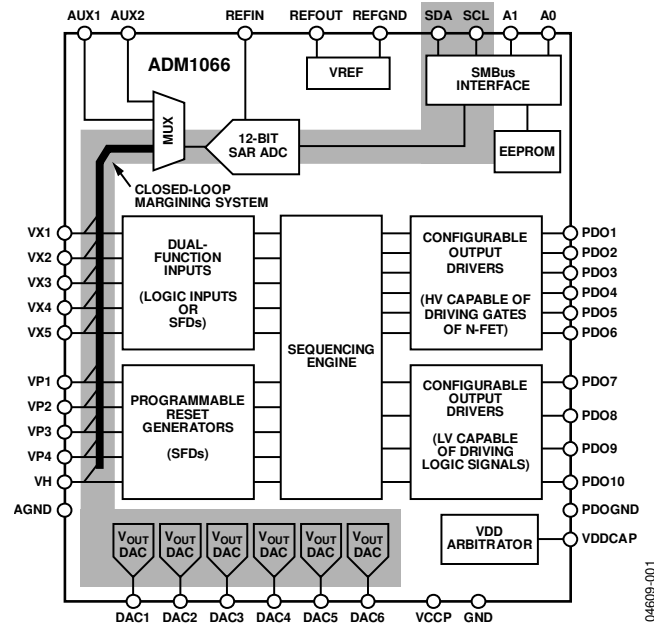 AUX1 AUX2 REFIN REFOUT REFGND SDA SCL A1 A0
ADM1066
VREF
SMBus
INTERFACE
MUX
12-BIT
SAR ADC
EEPROM
CLOSED-LOOP
MARGINING SYSTEM
VX1
VX2
VX3
VX4
VX5
DUAL-
FUNCTION
INPUTS
(LOGIC INPUTS
OR
SFDs)
SEQUENCING
ENGINE
CONFIGURABLE
OUTPUT
DRIVERS
(HV CAPABLE OF
DRIVING GATES
OF N-FET)
PDO1
PDO2
PDO3
PDO4
PDO5
PDO6
VP1
VP2
VP3
VP4
VH
AGND
PROGRAMMABLE
RESET
GENERATORS
(SFDs)
CONFIGURABLE
OUTPUT
DRIVERS
(LV CAPABLE
OF DRIVING
LOGIC SIGNALS)
PDO7
PDO8
PDO9
PDO10
PDOGND
VDDCAP
VDD
ARBITRATOR
VOUT
DAC
VOUT
DAC
VOUT
DAC
VOUT
DAC
VOUT
DAC
VOUT
DAC
DAC1 DAC2 DAC3 DAC4 DAC5 DAC6 VCCP GND
04609-001